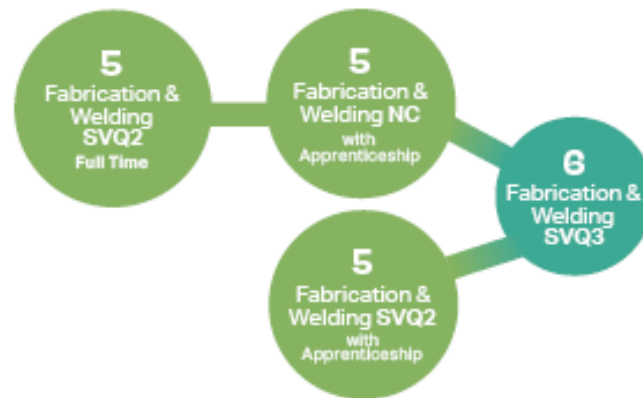 5
Fabrication &
Welding
SVQ2
Full Time
5
Fabrication &
Welding NC
with
Apprenticeship
6
Fabrication &
Welding
SVQ3
5
Fabrication &
Welding SVQ2
with
Apprenticeship